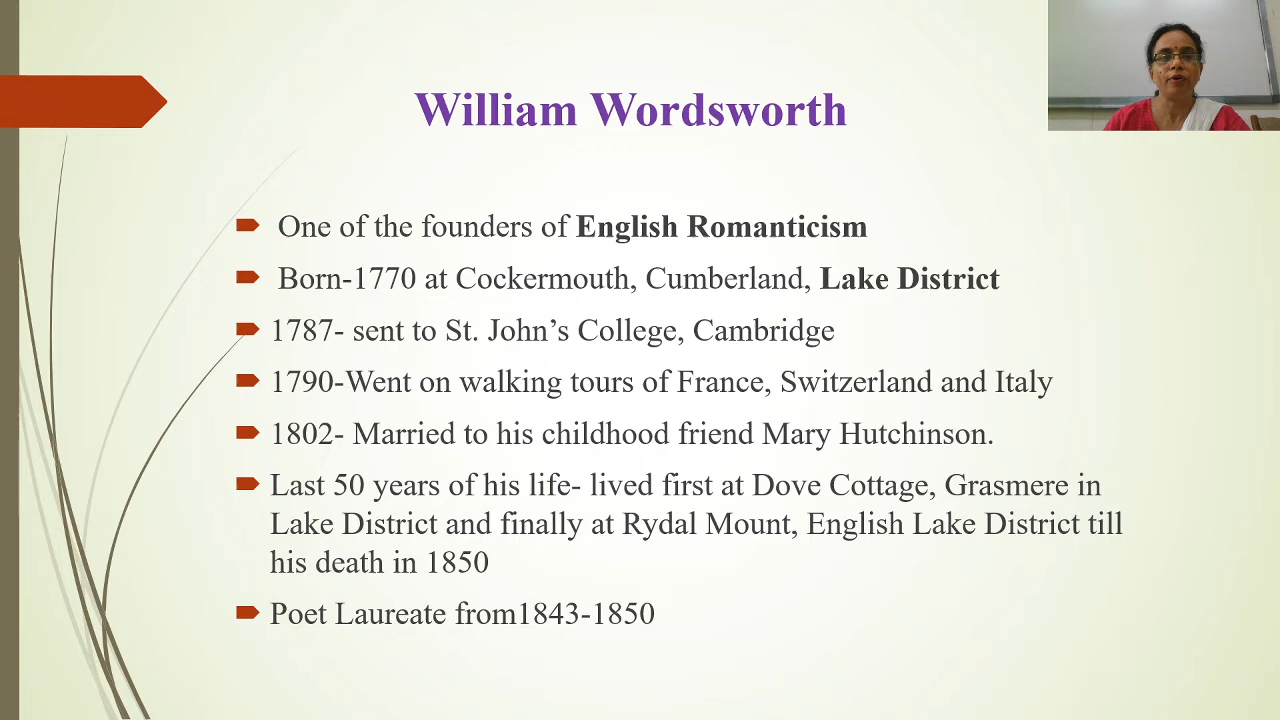 William Wordsworth
One of the founders of English Romanticism
Born-1770 at Cockermouth, Cumberland, Lake District
1787- sent to St. John’s College, Cambridge
1790-Went on walking tours of France, Switzerland and Italy
1802- Married to his childhood friend Mary Hutchinson.
Last 50 years of his life- lived first at Dove Cottage, Grasmere in
Lake District and finally at Rydal Mount, English Lake District till
his death in 1850
Poet Laureate from1843-1850